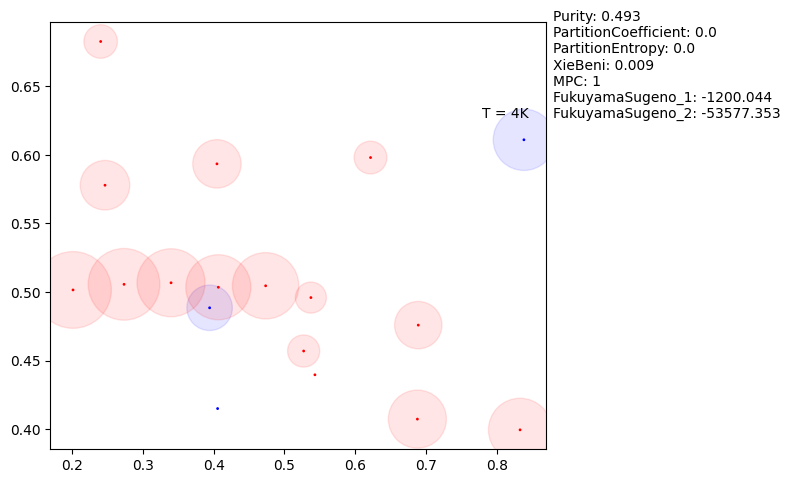 Purity: 0.493
PartitionCoefficient: 0.0
PartitionEntropy: 0.0
XieBeni: 0.009
MPC: 1
FukuyamaSugeno_1: -1200.044
FukuyamaSugeno_2: -53577.353
T = 4K
0.65
0.60
0.55
0.50
0.45
0.40
0.2 0.3 0.4 0.5 0.6 0.7 0.8